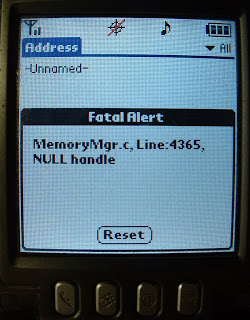 Address
All
-Unnamed-
Fatal Alert
MemoryMgr.c, Line:4365,
NULL handle
Reset